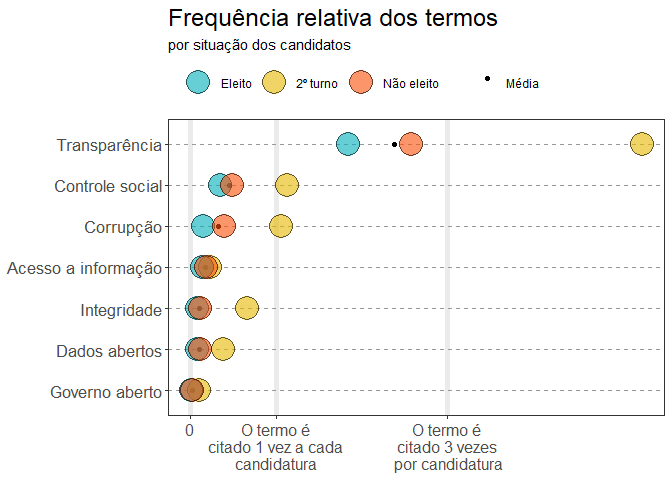 Frequência relativa dos termos
por situação dos candidatos
Eleito 2º turno Não eleito Média
Transparência
Controle social
Corrupção
Acesso a informação
Integridade
Dados abertos
Governo aberto
0
O termo é
citado 1 vez a cada
candidatura
O termo é
citado 3 vezes
por candidatura